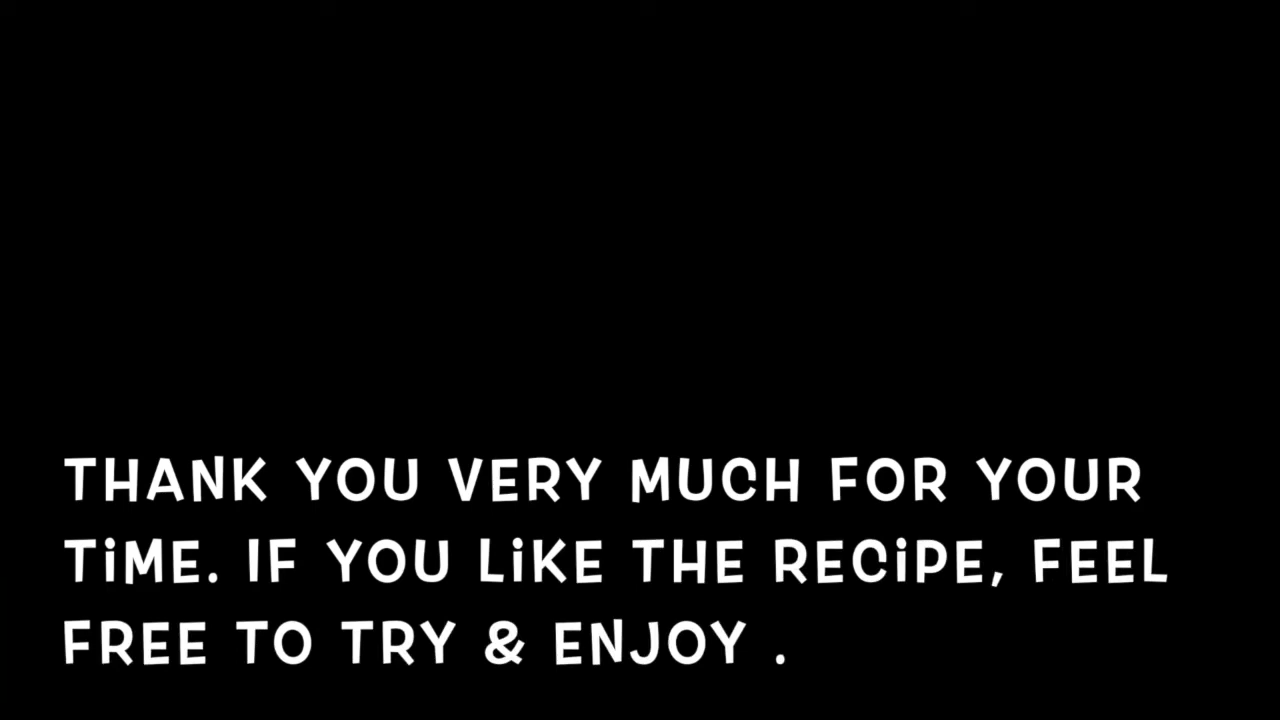 THANK YOU VERY MUCH FOR YOUR
TiME. IF YOU LiKE THE RECiPE, FEEL
FREE TO TRY & ENJOY .